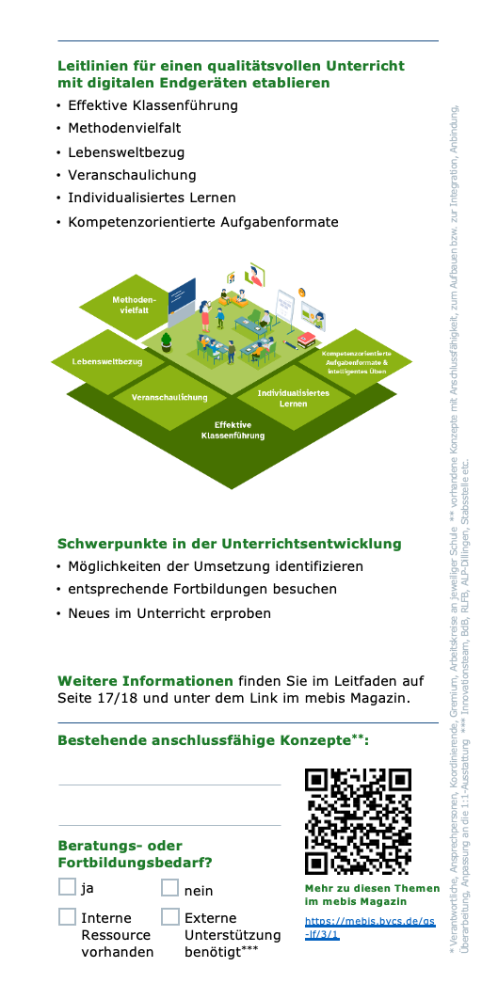 Leitlinien für einen qualitätsvollen Unterricht
mit digitalen Endgeräten etablieren
• Effektive Klassenführung
• Methodenvielfalt
• Lebensweltbezug
• Veranschaulichung
• Individualisiertes Lernen
• Kompetenzorientierte Aufgabenformate
Methoden-
vielfalt
Lebensweltbezug
Kompetenzorientierte
Aufgabenformate &
intelligentes Üben
Veranschaulichung
Individualisiertes
Lernen
Effektive
Klassenführung
Schwerpunkte in der Unterrichtsentwicklung
• Möglichkeiten der Umsetzung identifizieren
• entsprechende Fortbildungen besuchen
• Neues im Unterricht erproben
Weitere Informationen finden Sie im Leitfaden auf
Seite 17/18 und unter dem Link im mebis Magazin.
Bestehende anschlussfähige Konzepte**:
Beratungs- oder
Fortbildungsbedarf?
ja
nein
Interne
Ressource
vorhanden
Externe
Unterstützung
benötigt***
Mehr zu diesen Themen
im mebis Magazin
https://mebis.bycs.de/gs
-lf/3/1
* Verantwortliche, Ansprechpersonen, Koordinierende, Gremium, Arbeitskreise an jeweiliger Schule ** vorhandene Konzepte mit Anschlussfähigkeit, zum Aufbauen bzw. zur Integration, Anbindung,
Überarbeitung, Anpassung an die 1:1-Ausstattung *** Innovationsteam, BdB, RLFB, ALP-Dillingen, Stabsstelle etc.